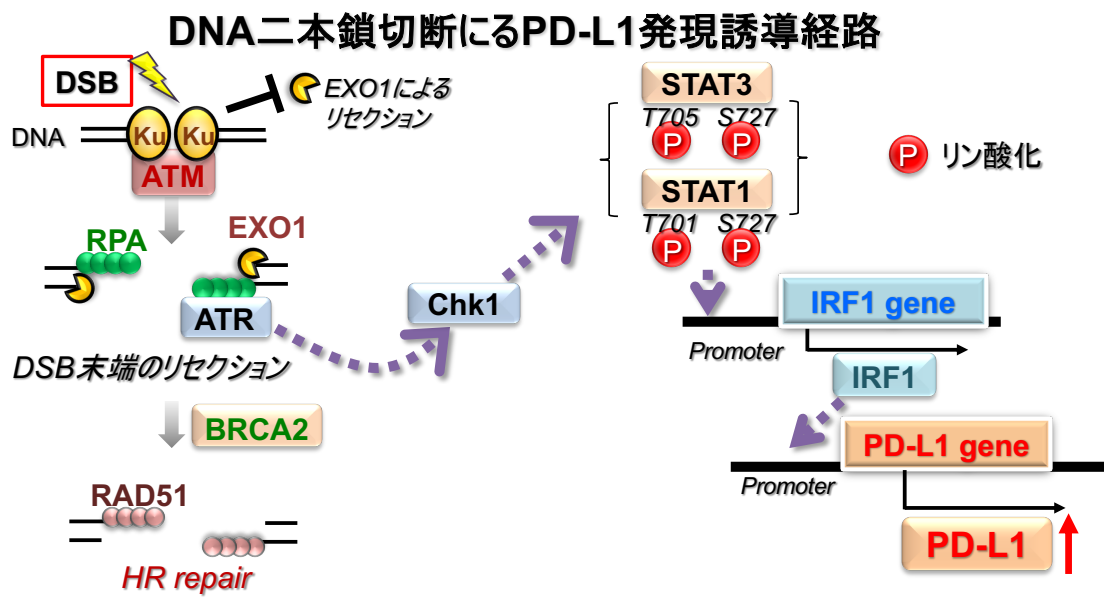 DNA二本鎖切断にるPD-L1発現誘導経路
DSB
DNA
Ku
Ku
ATM
EXO1による
リセクション
RPA
EXO1
ATR
DSB末端のリセクション
BRCA2
RAD51
HR repair
Chk1
STAT3
T705 S727
P P
STAT1
T701 S727
P P
P リン酸化
IRF1 gene
Promoter
IRF1
PD-L1 gene
Promoter
PD-L1